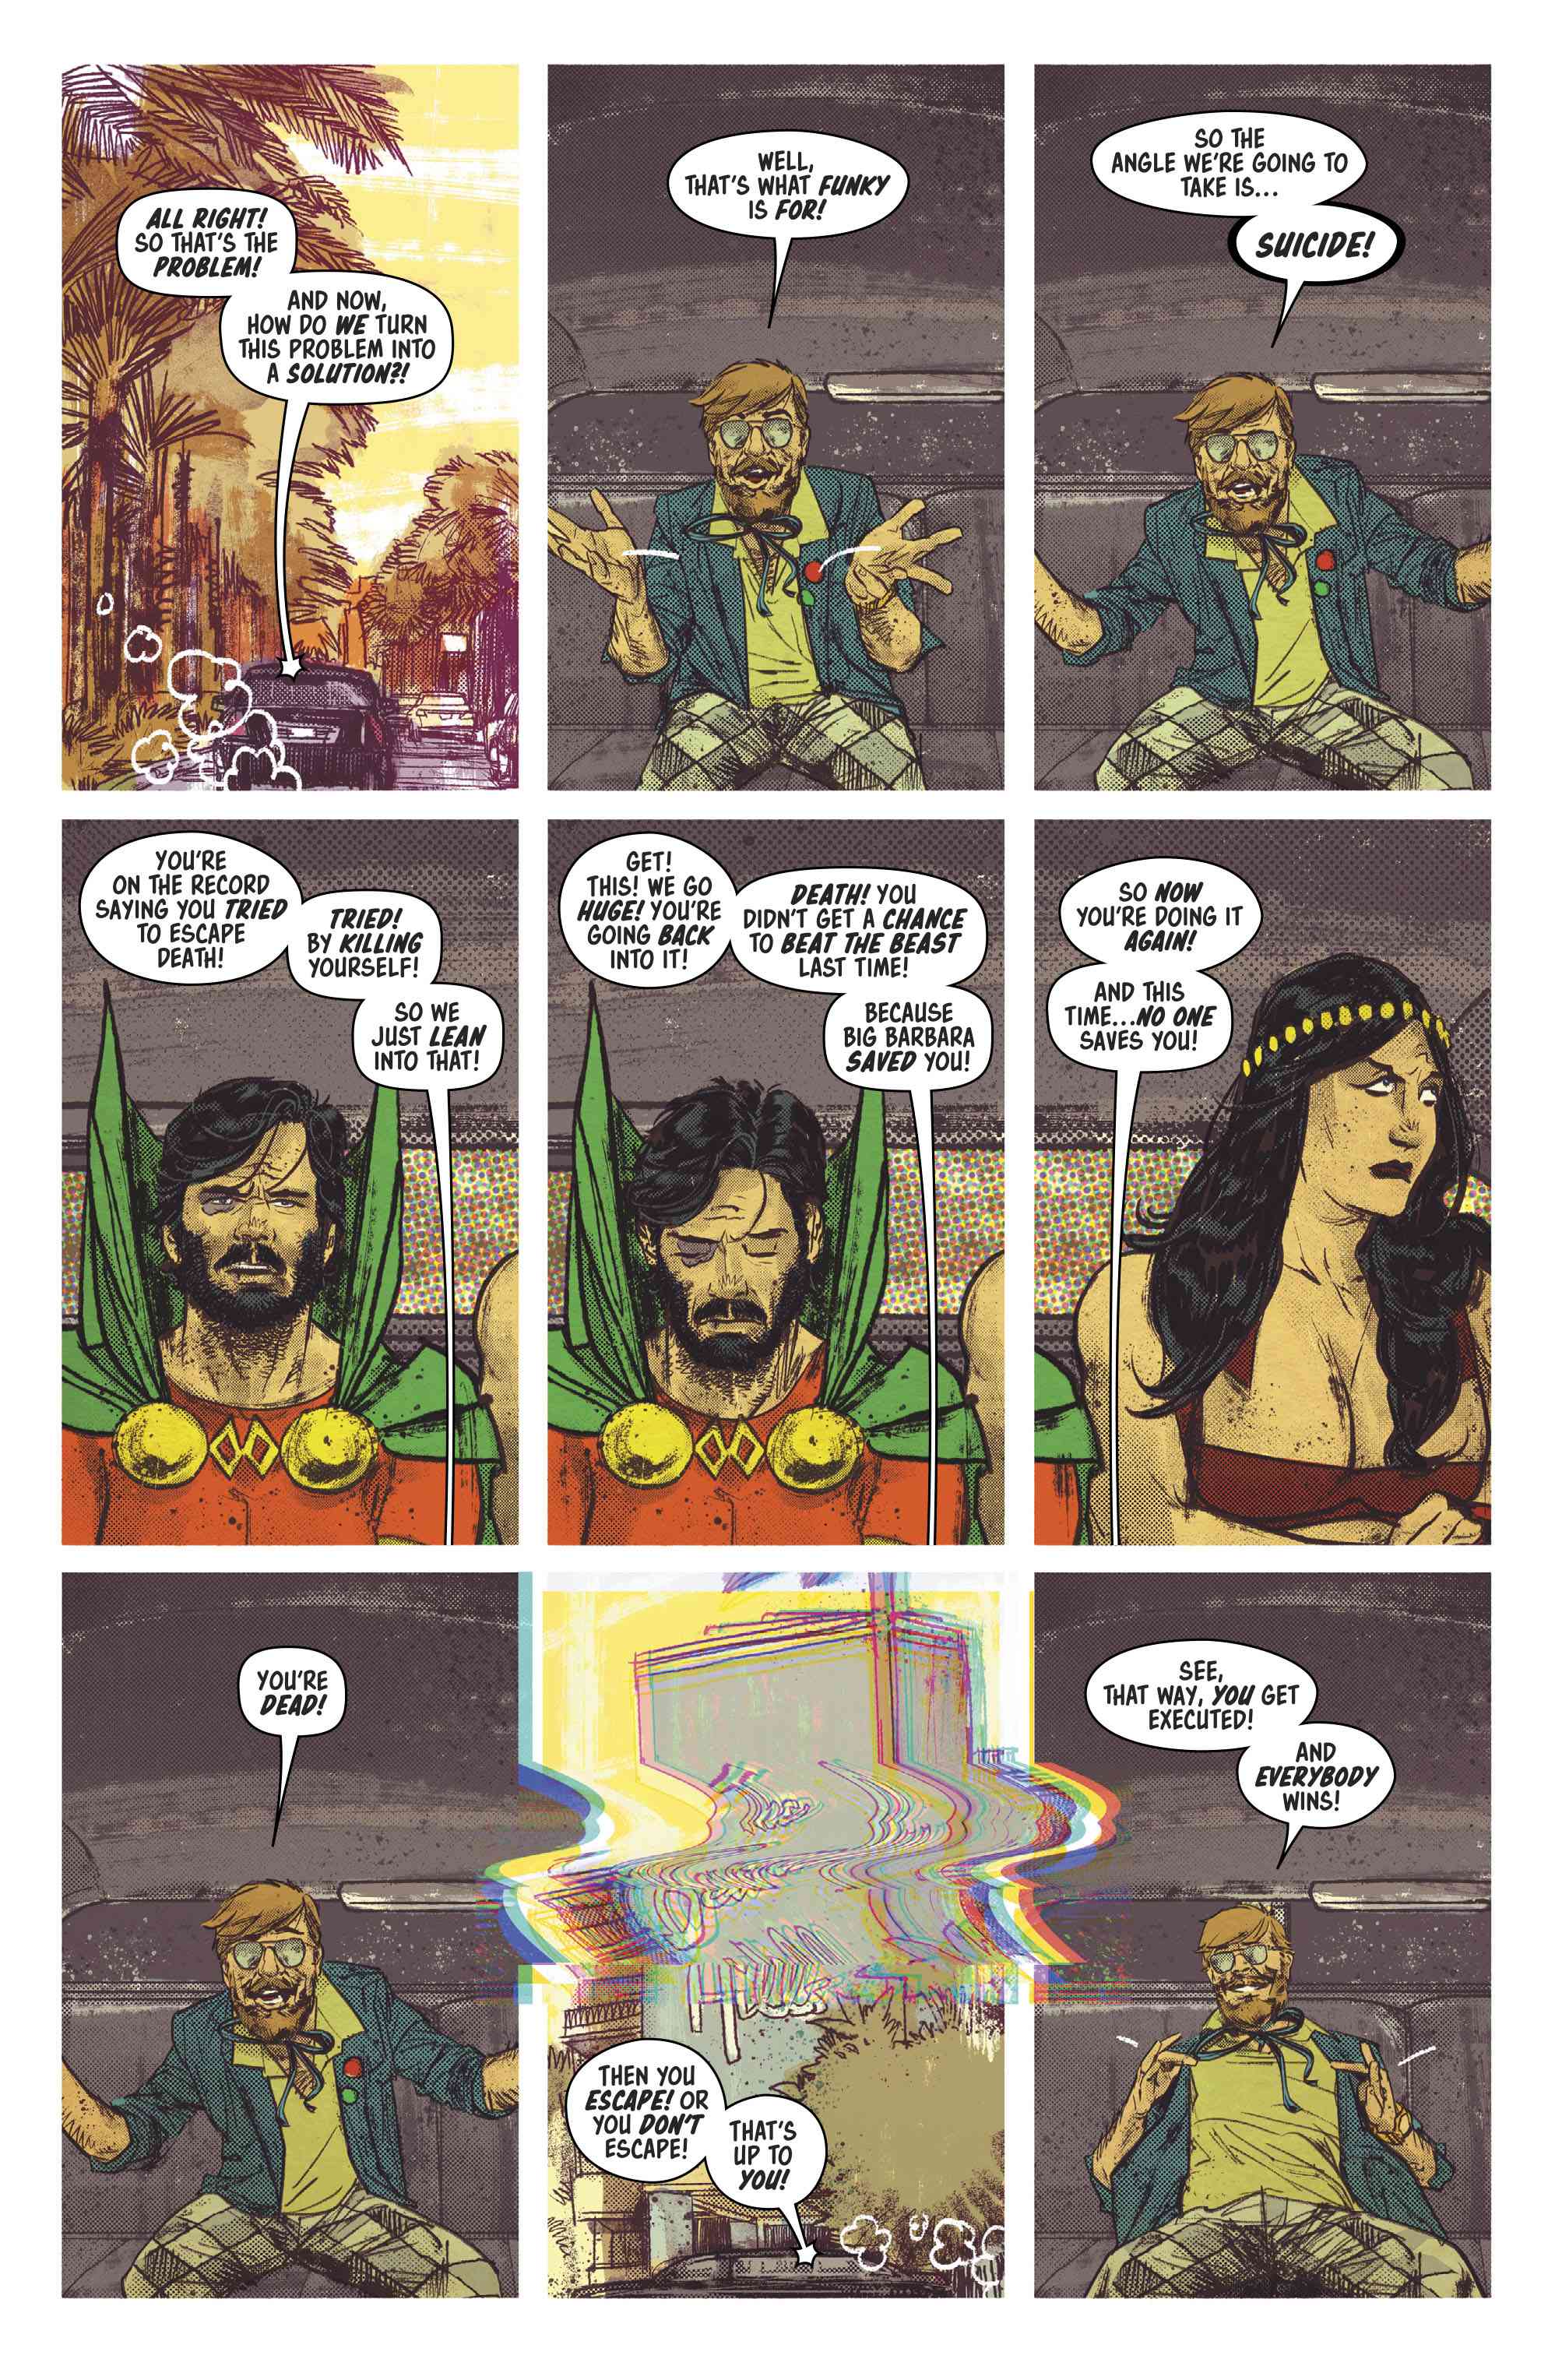 ALL RIGHT!
SO THAT'S THE
PROBLEM!
AND NOW,
HOW DO WE TURN
THIS PROBLEM INTO
A SOLUTION?!
WELL,
THAT'S WHAT FUNKY
IS FOR!
SO THE
ANGLE WE'RE GOING TO
TAKE IS...
SUICIDE!
YOU'RE
ON THE RECORD
SAYING YOU TRIED
TO ESCAPE
DEATH!
TRIED!
BY KILLING
YOURSELF!
SO WE
JUST LEAN
INTO THAT!
GET!
THIS! WE GO
HUGE! YOU'RE
GOING BACK
INTO IT!
DEATH! YOU
DIDN'T GET A CHANCE
TO BEAT THE BEAST
LAST TIME!
BECAUSE
BIG BARBARA
SAVED YOU!
SO NOW
YOU'RE DOING IT
AGAIN!
AND THIS
TIME...NO ONE
SAVES YOU!
YOU'RE
DEAD!
THEN YOU
ESCAPE! OR
YOU DON'T
ESCAPE!
THAT'S
UP TO
YOU!
SEE,
THAT WAY, YOU GET
EXECUTED!
AND
EVERYBODY
WINS!